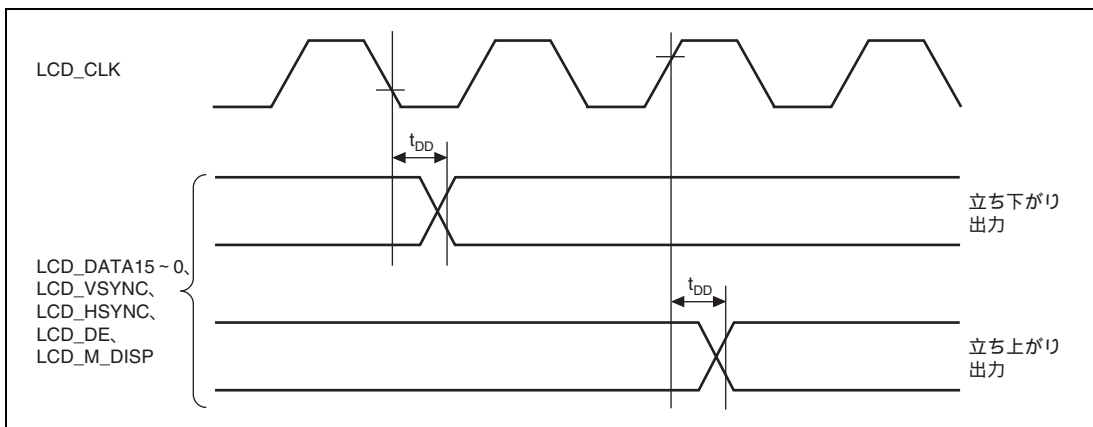 LCD_CLK
tDD
立ち下がり
出力
LCD_DATA15 ~ 0、
LCD_VSYNC、
LCD_HSYNC、
LCD_DE、
LCD_M_DISP
tDD
立ち上がり
出力